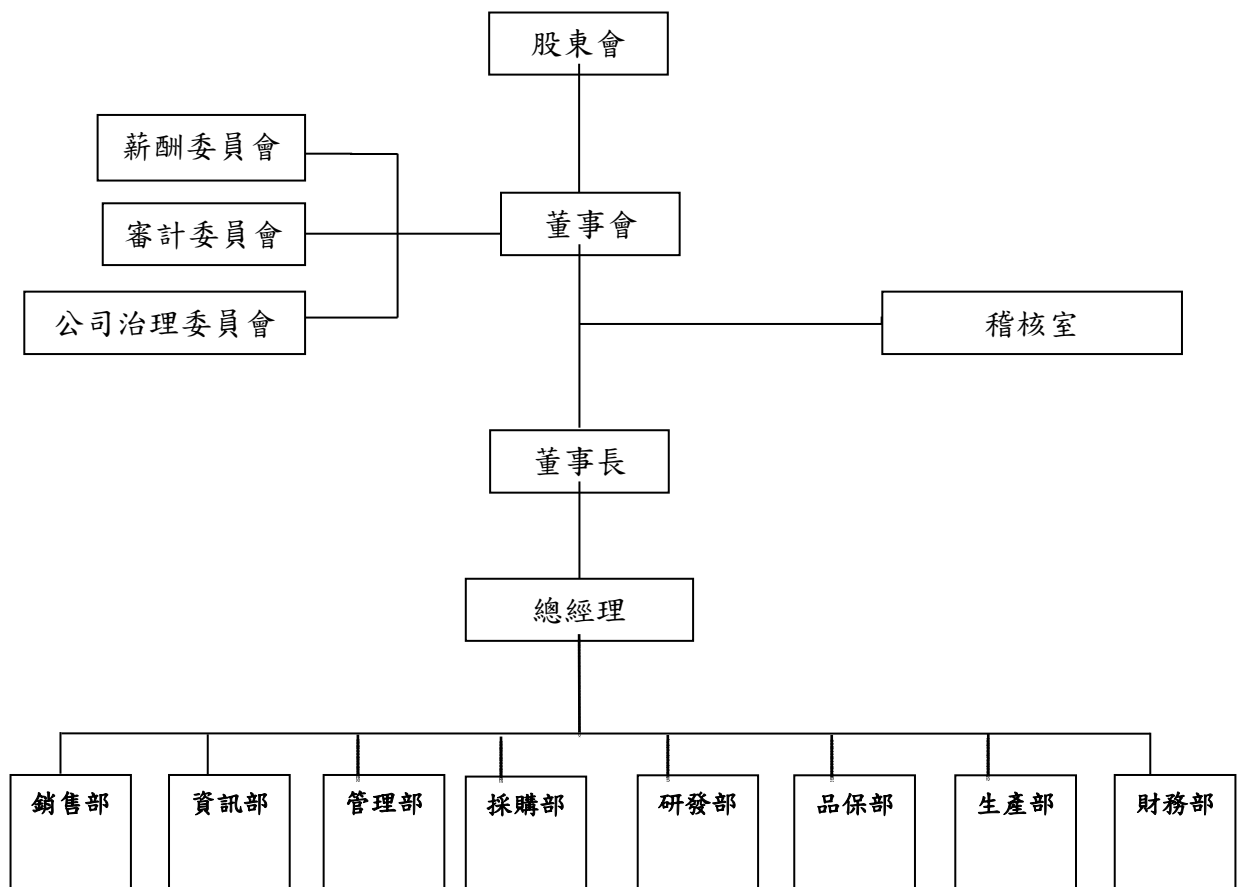 股東會
薪酬委員會
審計委員會
董事會
公司治理委員會
稽核室
董事長
總經理
銷售部
資訊部
管理部
採購部
研發部
品保部
生產部
財務部